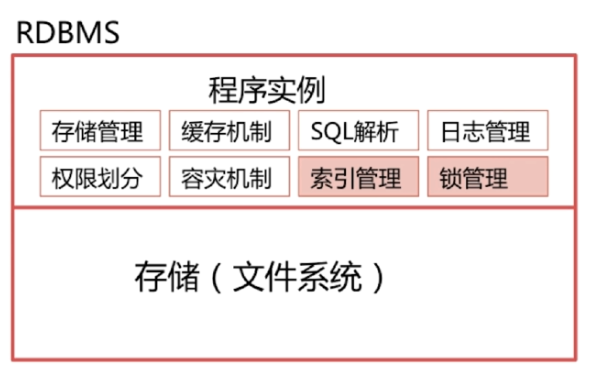 RDBMS
程序实例
存储管理 缓存机制 SQL解析 日志管理
权限划分 容灾机制 索引管理 锁管理
存储（文件系统）